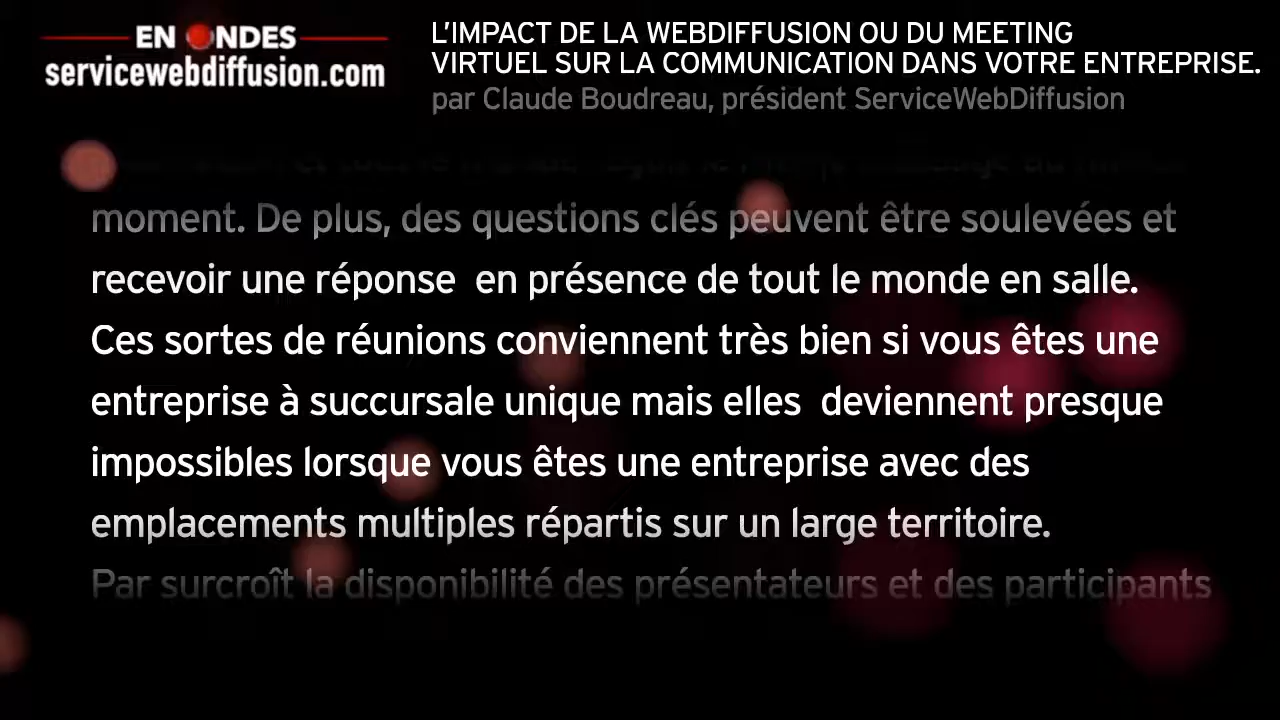 EN ONDES
servicewebdiffusion.com
L'IMPACT DE LA WEBDIFFUSION OU DU MEETING
VIRTUEL SUR LA COMMUNICATION DANS VOTRE ENTREPRISE.
par Claude Boudreau, président ServiceWebDiffusion
moment. De plus, des questions clés peuvent être soulevées et
recevoir une réponse  en présence de tout le monde en salle.
Ces sortes de réunions conviennent très bien si vous êtes une
entreprise à succursale unique mais elles  deviennent presque
impossibles lorsque vous êtes une entreprise avec des
emplacements multiples répartis sur un large territoire.
Par surcroît la disponibilité des présentateurs et des participants